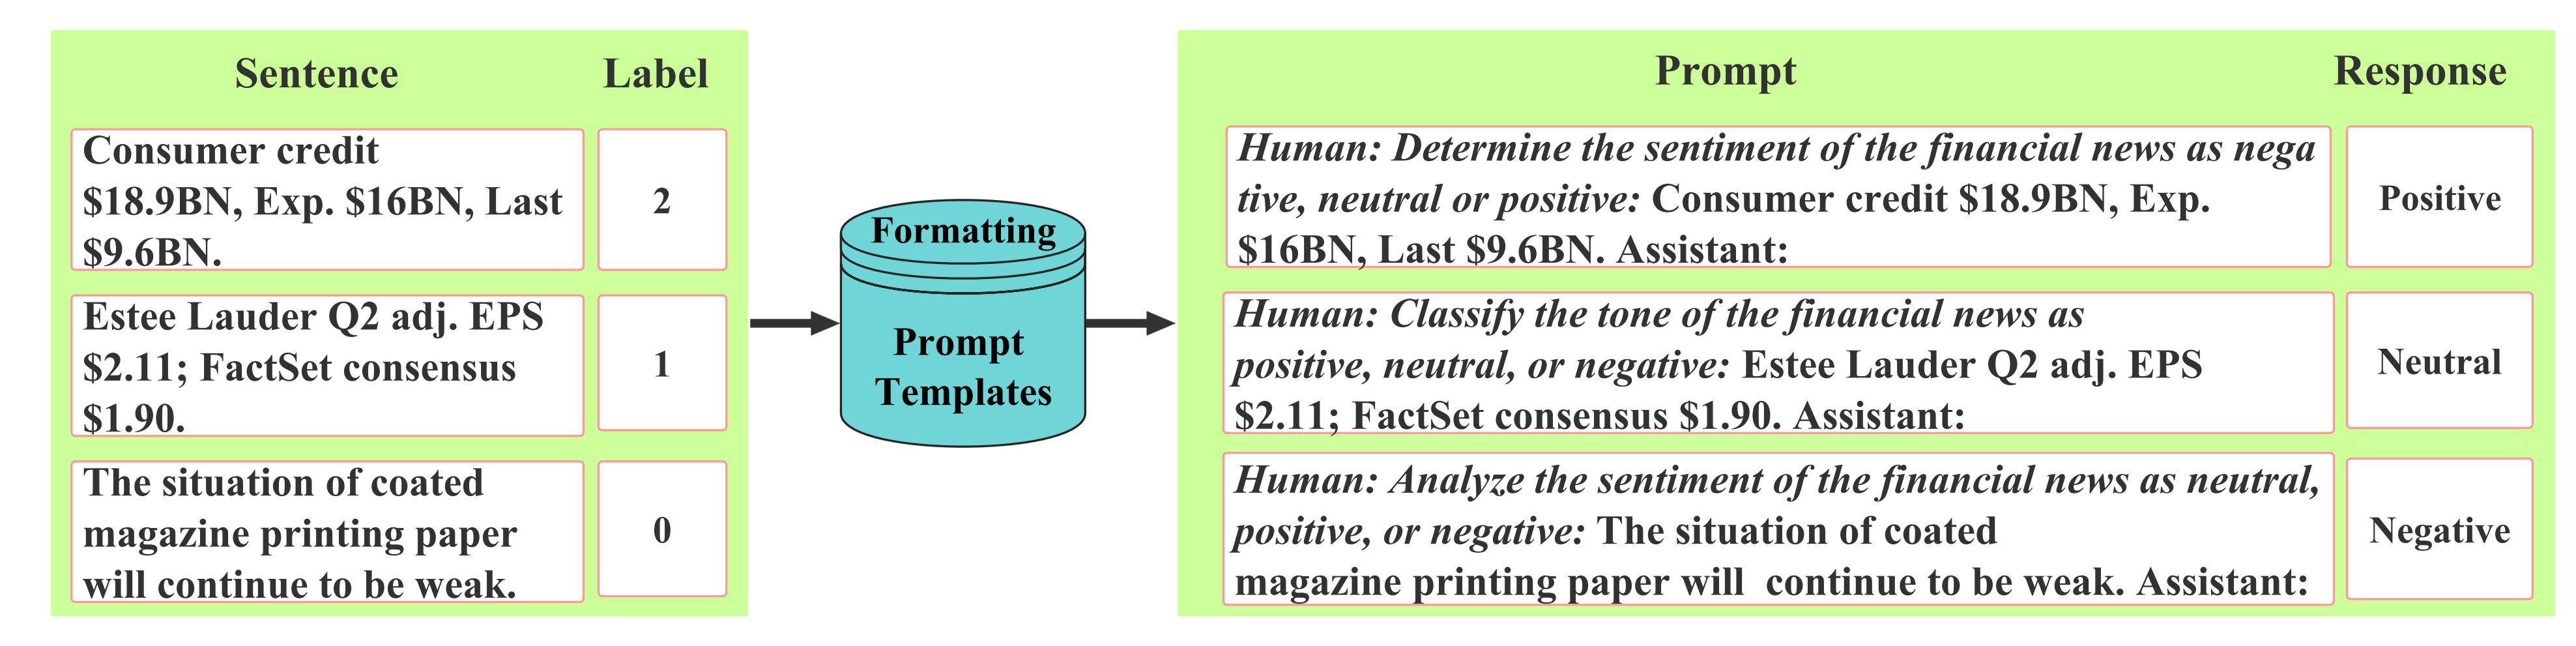 Sentence
Label
Consumer credit
$18.9BN, Exp. $16BN, Last
$9.6BN.
2
Estee Lauder Q2 adj. EPS
$2.11; FactSet consensus
$1.90.
1
The situation of coated
magazine printing paper
will continue to be weak.
0
Formatting
Prompt
Templates
Prompt
Response
Human: Determine the sentiment of the financial news as nega
tive, neutral or positive: Consumer credit $18.9BN, Exp.
$16BN, Last $9.6BN. Assistant:
Positive
Human: Classify the tone of the financial news as
positive, neutral, or negative: Estee Lauder Q2 adj. EPS
$2.11; FactSet consensus $1.90. Assistant:
Neutral
Human: Analyze the sentiment of the financial news as neutral,
positive, or negative: The situation of coated
magazine printing paper will  continue to be weak. Assistant:
Negative